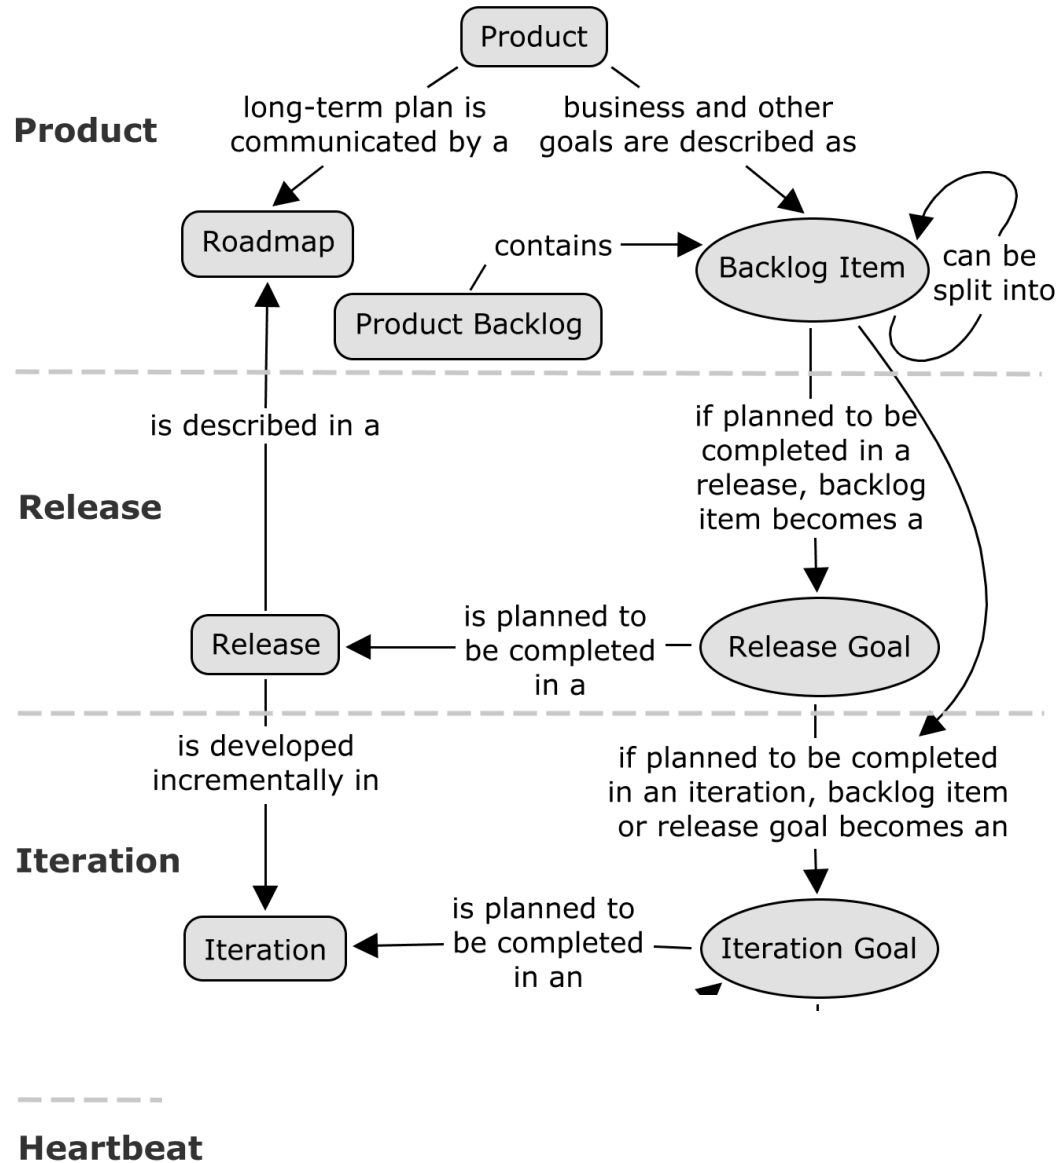 Product
long-term plan is
communicated by a
business and other
goals are described as
Product
Roadmap
contains
Backlog Item
can be
split into
Product Backlog
is described in a
if planned to be
completed in a
release, backlog
item becomes a
Release
Release
is planned to
be completed
in a
Release Goal
is developed
incrementally in
if planned to be completed
in an iteration, backlog item
or release goal becomes an
Iteration
Iteration
is planned to
be completed
in an
Iteration Goal
Heartbeat